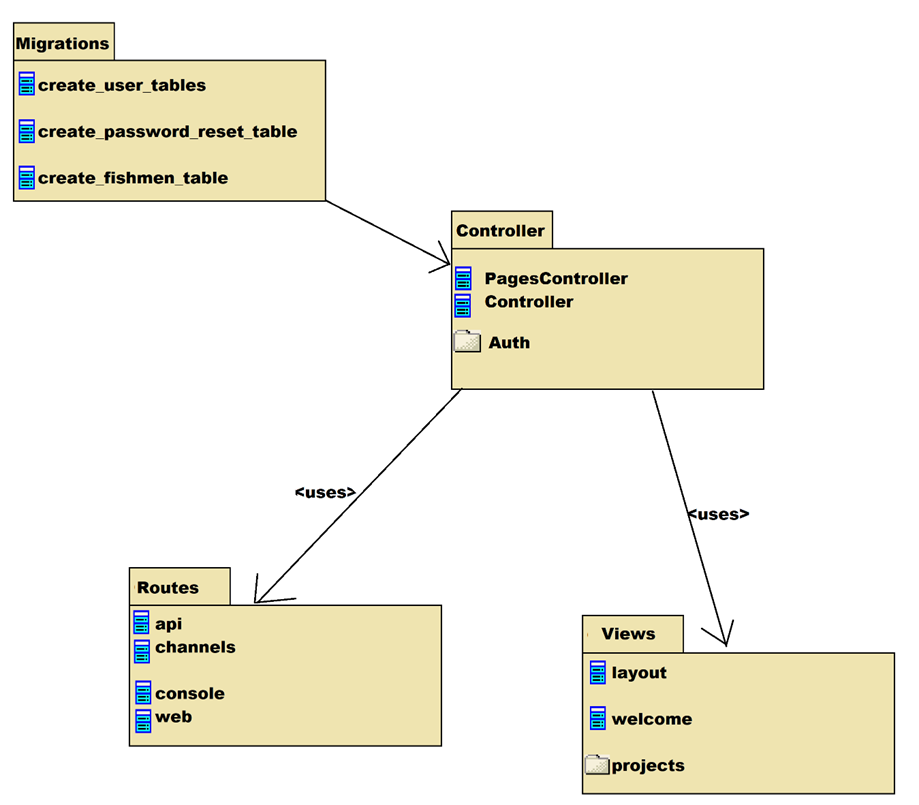 Migrations
create_user_tables
create_password_reset_table
create_fishmen_table
Controller
PagesController
Controller
Auth
<uses>
<uses>
Routes
api
channels
console
web
Views
layout
welcome
projects